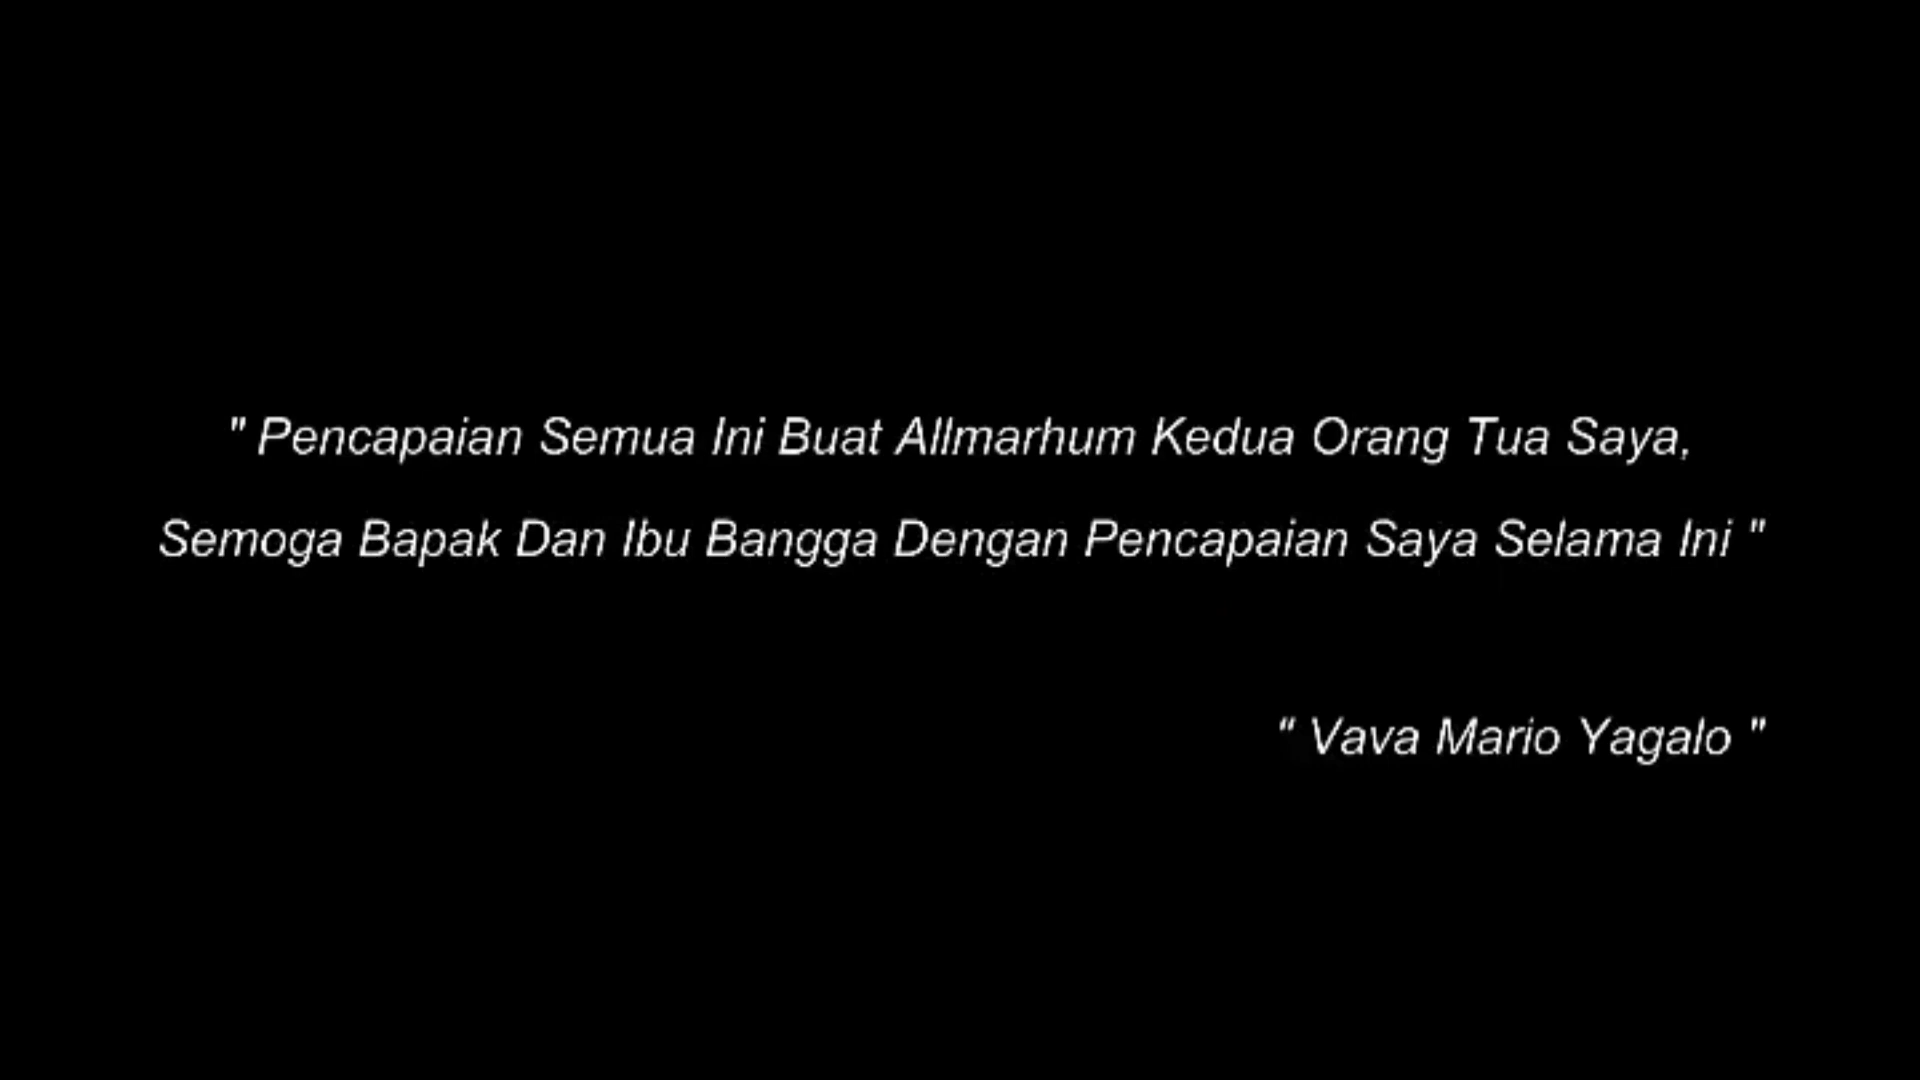 " Pencapaian Semua Ini Buat Allmarhum Kedua Orang Tua Saya,
Semoga Bapak Dan Ibu Bangga Dengan Pencapaian Saya Selama Ini "
" Vava Mario Yagalo "